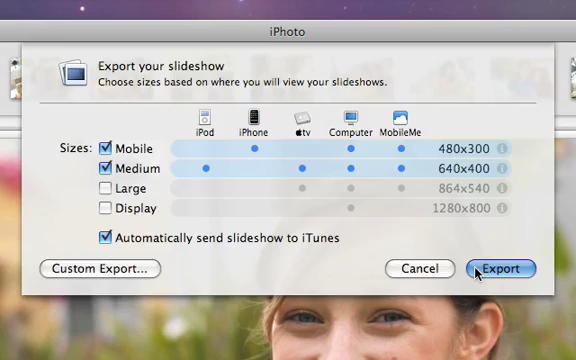 iPhoto
Export your slideshow
Choose sizes based on where you will view your slideshows.
iPod iPhone tv Computer MobileMe
Sizes: Mobile 480x300
Medium 640x400
Large 864x540
Display 1280x800
Automatically send slideshow to iTunes
Custom Export... Cancel Export